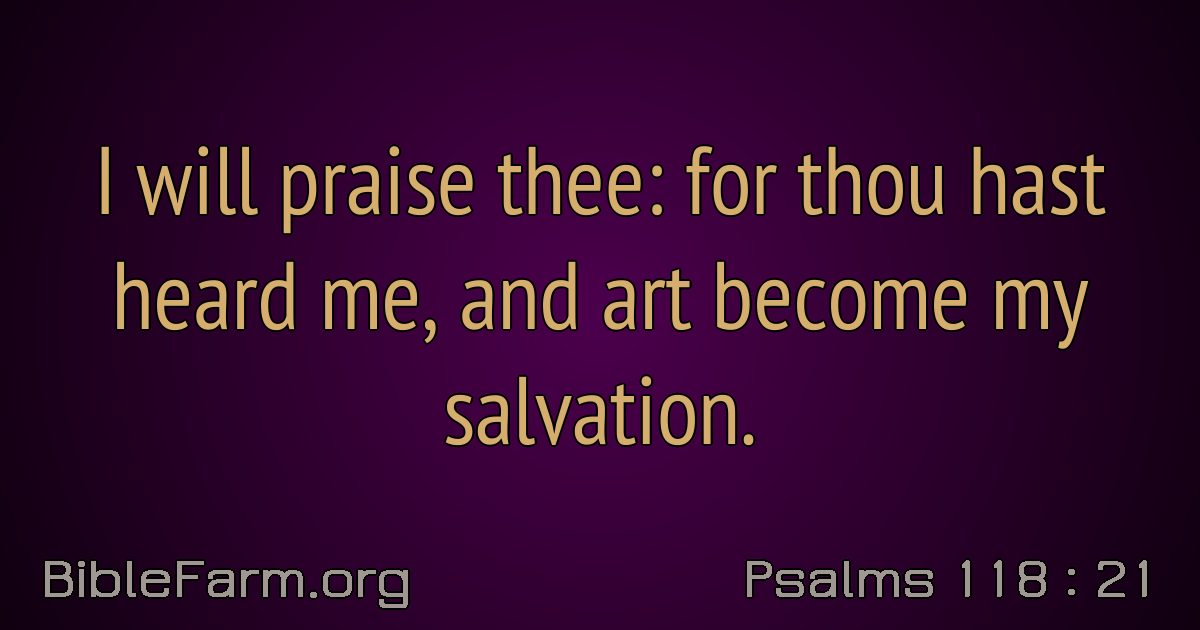 I will praise thee: for thou hast
heard me, and art become my
salvation.
BibleFarm.org
Psalms 118 : 21